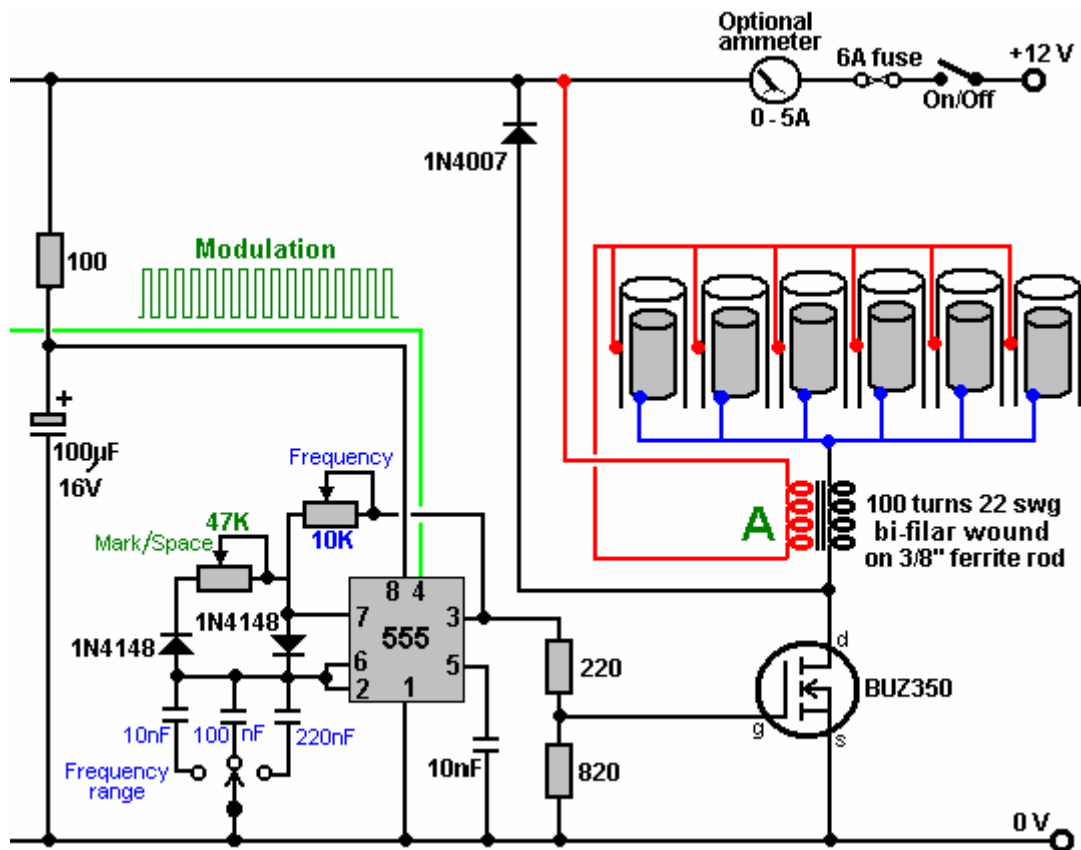 Optional
ammeter
6A fuse
+12 V
0 - 5A
On/Off
1N4007
Modulation
100
+
100µF
16V
Frequency
47K
10K
Mark/Space
A
100 turns 22 swg
bi-filar wound
on 3/8" ferrite rod
8 4
1N4148
7
3
1N4148
555
6
5
2
1
220
d
BUZ350
g
s
10nF
100 nF
220nF
10nF
820
Frequency
range
0 V